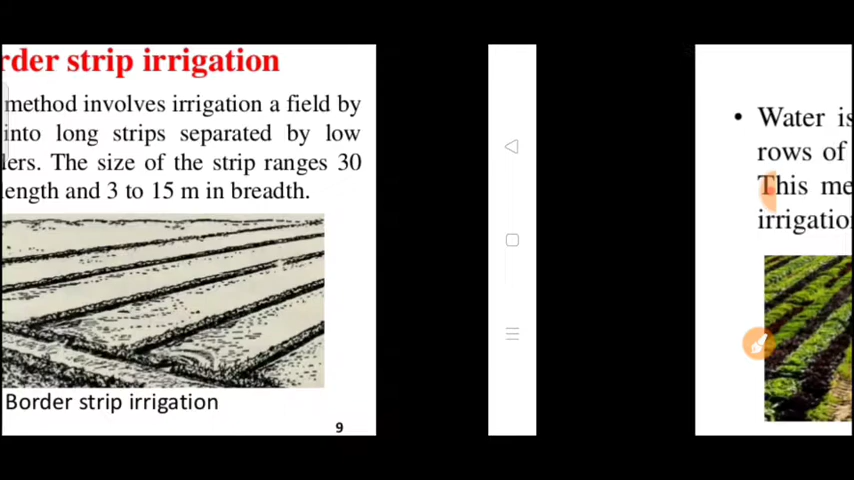 rder strip irrigation
method involves irrigation a field by
into long strips separated by low
ders. The size of the strip ranges 30
length and 3 to 15 m in breadth.
Border strip irrigation
9
• Water is
rows of
This me
irrigatio